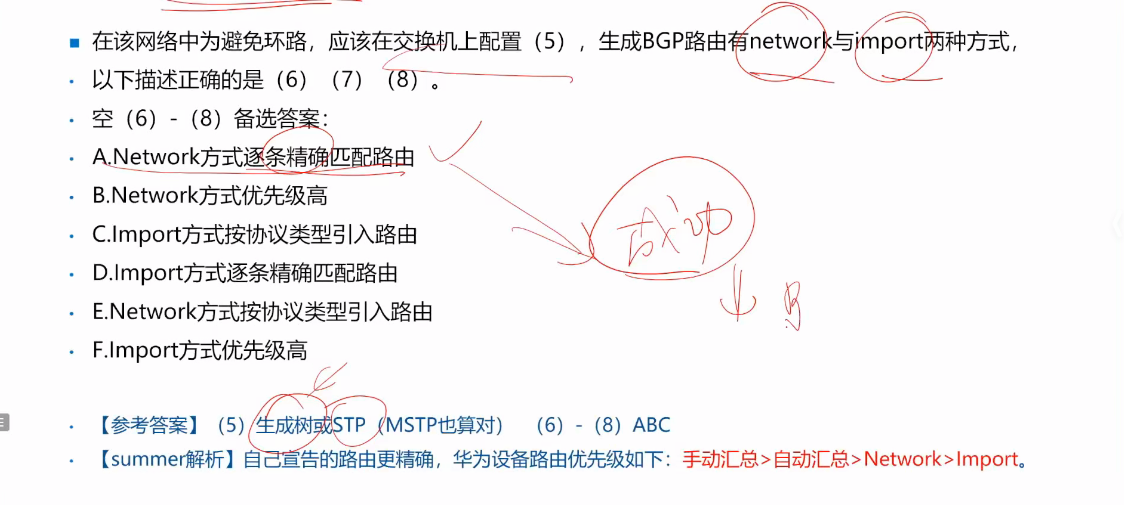 在该网络中为避免环路，应该在交换机上配置（5），生成BGP路由有network与import两种方式，
以下描述正确的是（6）（7）（8）。
空（6）-（8）备选答案：
A.Network方式逐条精确匹配路由
B.Network方式优先级高
C.Import方式按协议类型引入路由
D.Import方式逐条精确匹配路由
E.Network方式按协议类型引入路由
F.Import方式优先级高
【参考答案】（5）生成树或STP（MSTP也算对） （6）-（8）ABC
【summer解析】自己宣告的路由更精确，华为设备路由优先级如下：手动汇总>自动汇总>Network>Import。